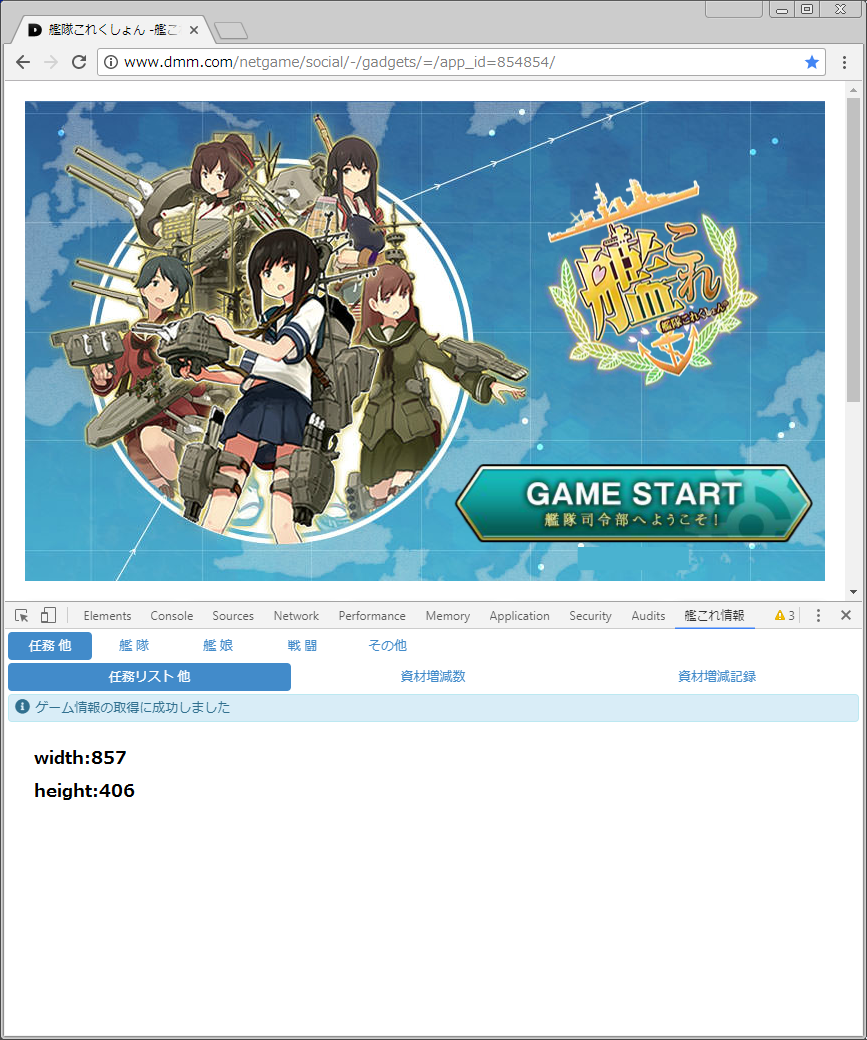 艦隊これくしょん -艦こ
www.dmm.com/netgame/social/-/gadgets/=/app_id=854854/
艦これ
艦隊これくしょん
GAME START
艦隊司令部へようこそ!
Elements Console Sources Network Performance Memory Application Security Audits 艦これ情報 3
任務 他 艦 隊 艦 娘 戦 闘 その他
任務リスト 他 資材増減数 資材増減記録
ゲーム情報の取得に成功しました
width:857
height:406